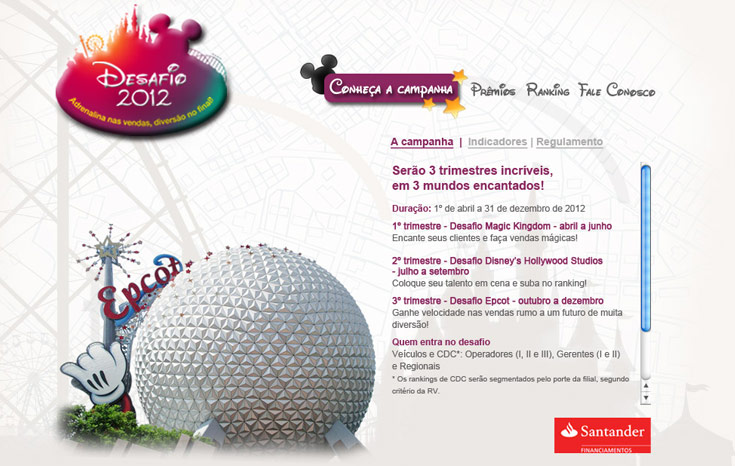 DESAFIO
2012
Adrenalina nas vendas, diversão no final!
CONHEÇA A CAMPANHA PRÊMIOS RANKING FALE CONOSCO
A campanha | Indicadores | Regulamento
Serão 3 trimestres incríveis,
em 3 mundos encantados!
Duração: 1º de abril a 31 de dezembro de 2012
1º trimestre - Desafio Magic Kingdom - abril a junho
Encante seus clientes e faça vendas mágicas!
2º trimestre - Desafio Disney's Hollywood Studios
- julho a setembro
Coloque seu talento em cena e suba no ranking!
3º trimestre - Desafio Epcot - outubro a dezembro
Ganhe velocidade nas vendas rumo a um futuro de muita
diversão!
Quem entra no desafio
Veículos e CDC*: Operadores (I, II e III), Gerentes (I e II)
e Regionais
* Os rankings de CDC serão segmentados pelo porte da filial, segundo
critério da RV.
Epcot
Santander
FINANCIAMENTOS